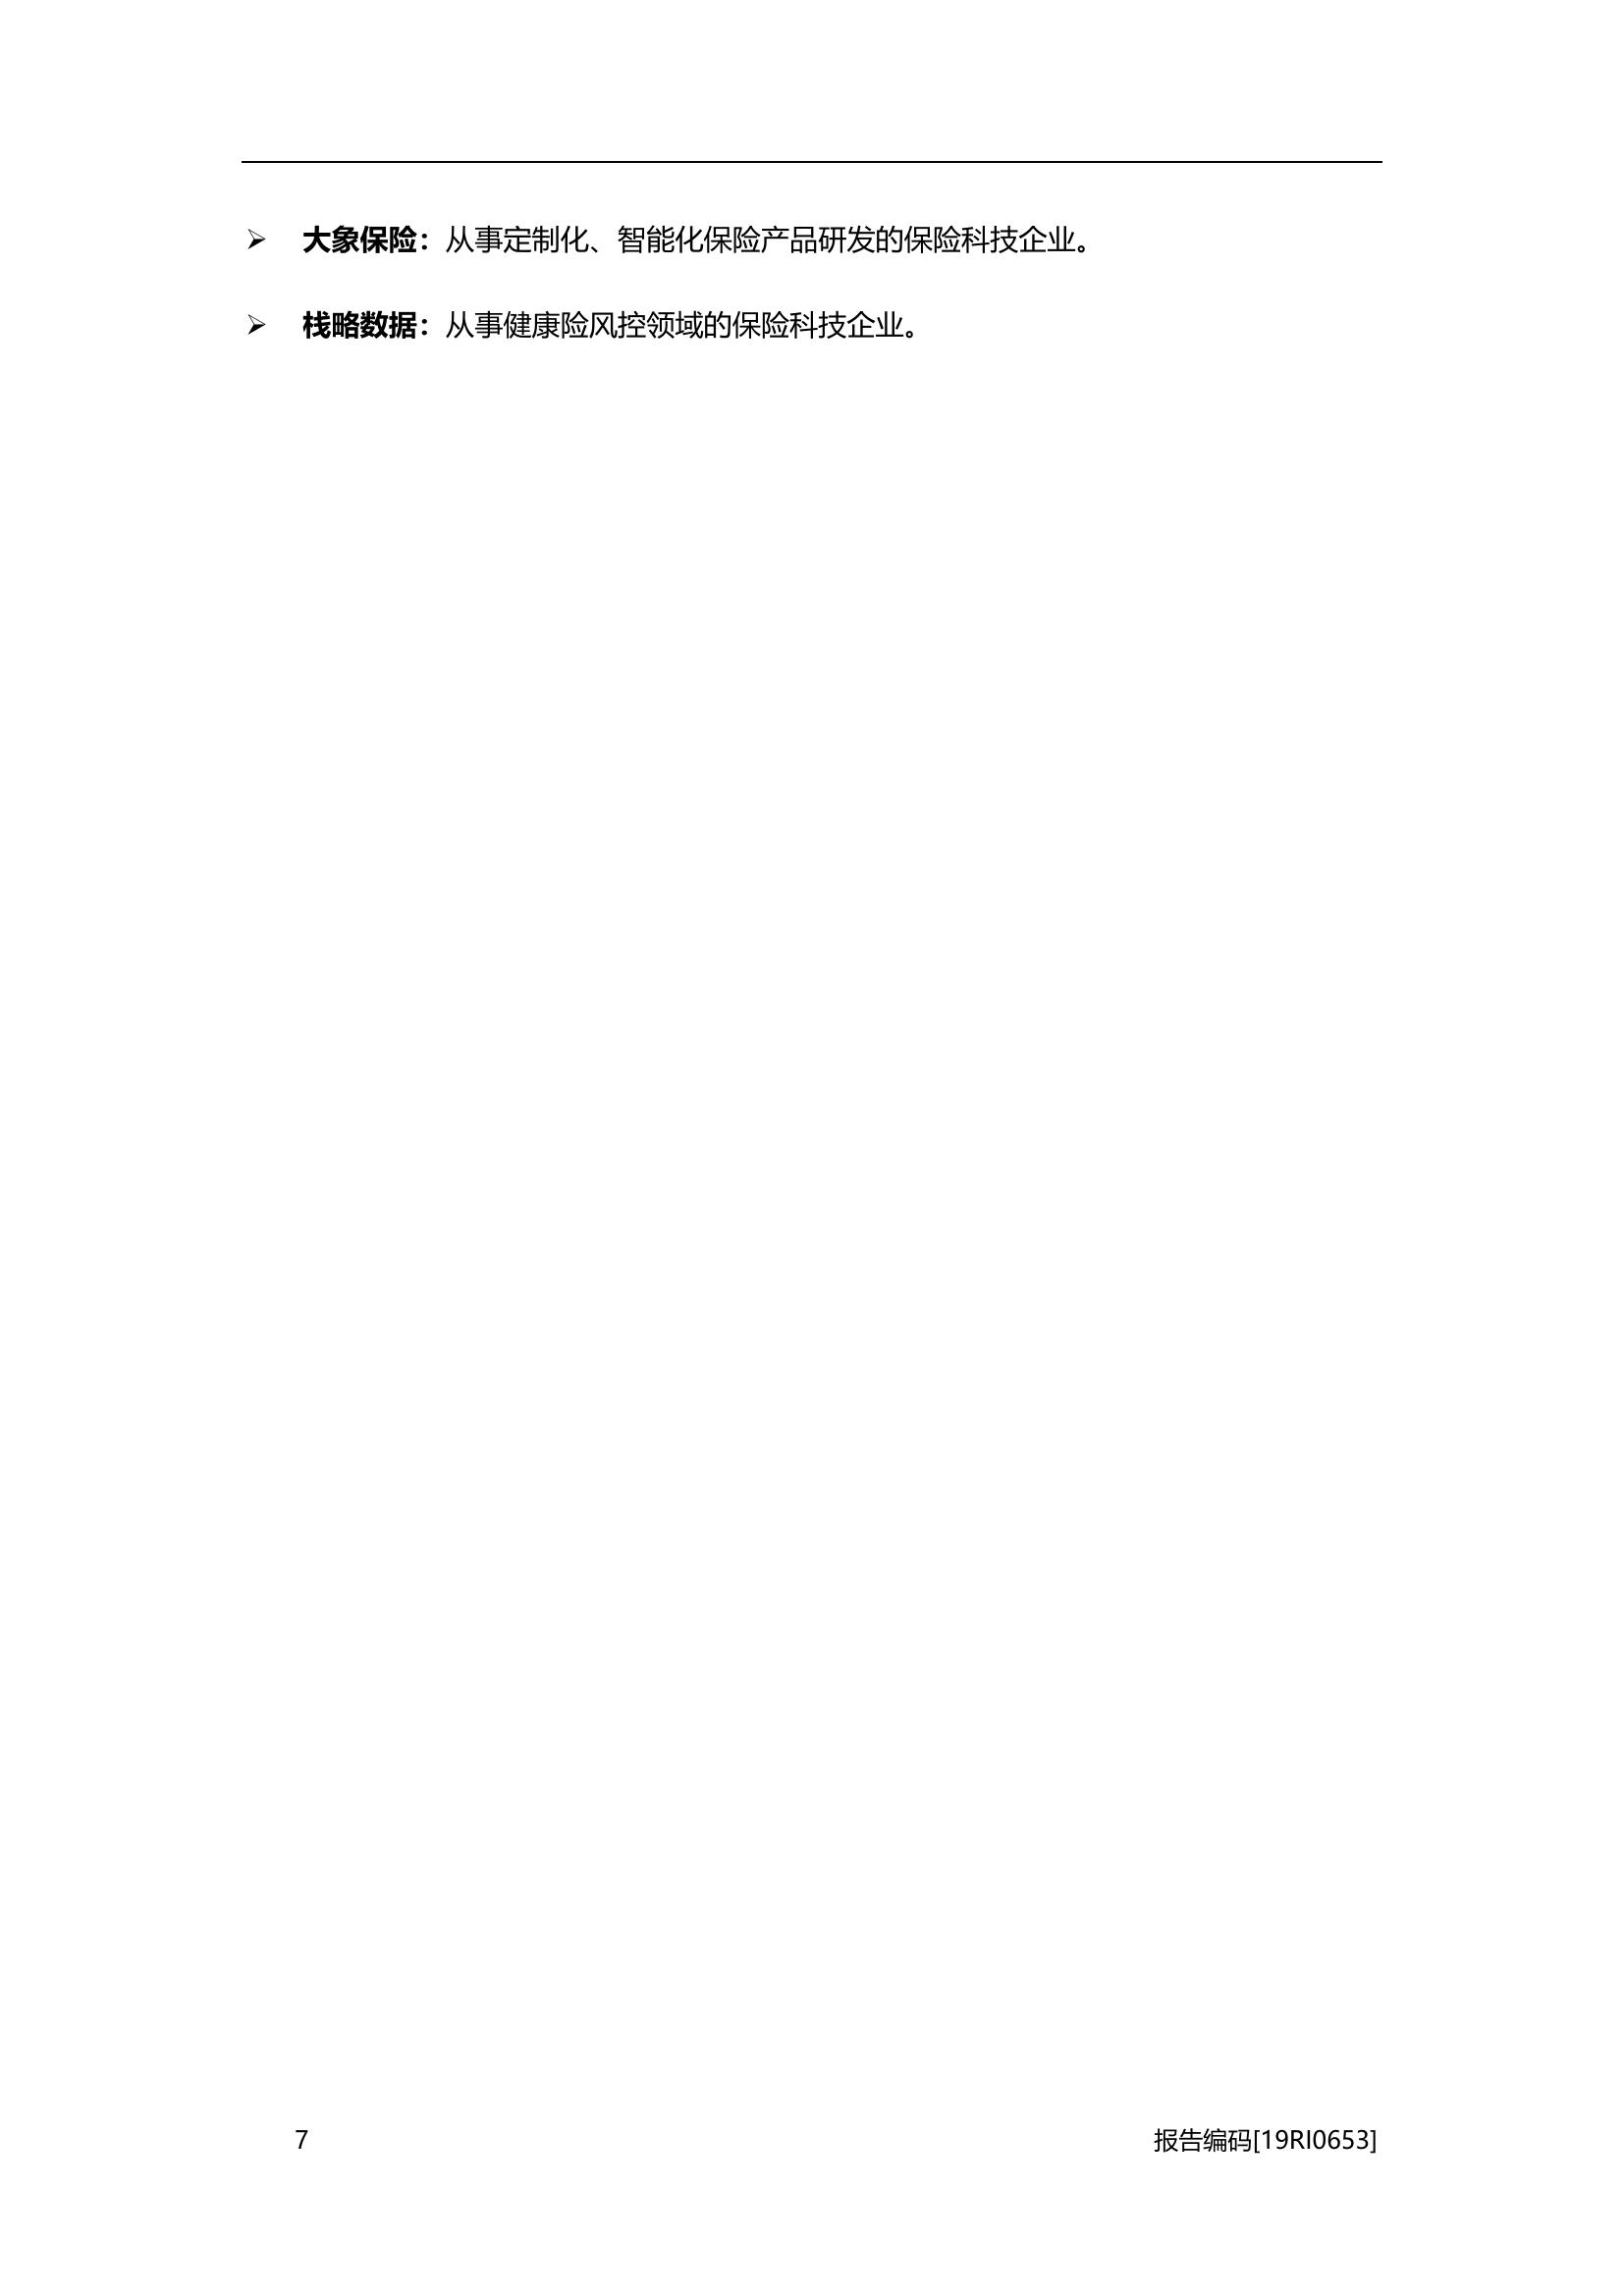 ➢ 大象保险：从事定制化、智能化保险产品研发的保险科技企业。
➢ 栈略数据：从事健康险风控领域的保险科技企业。
7 报告编码[19RI0653]